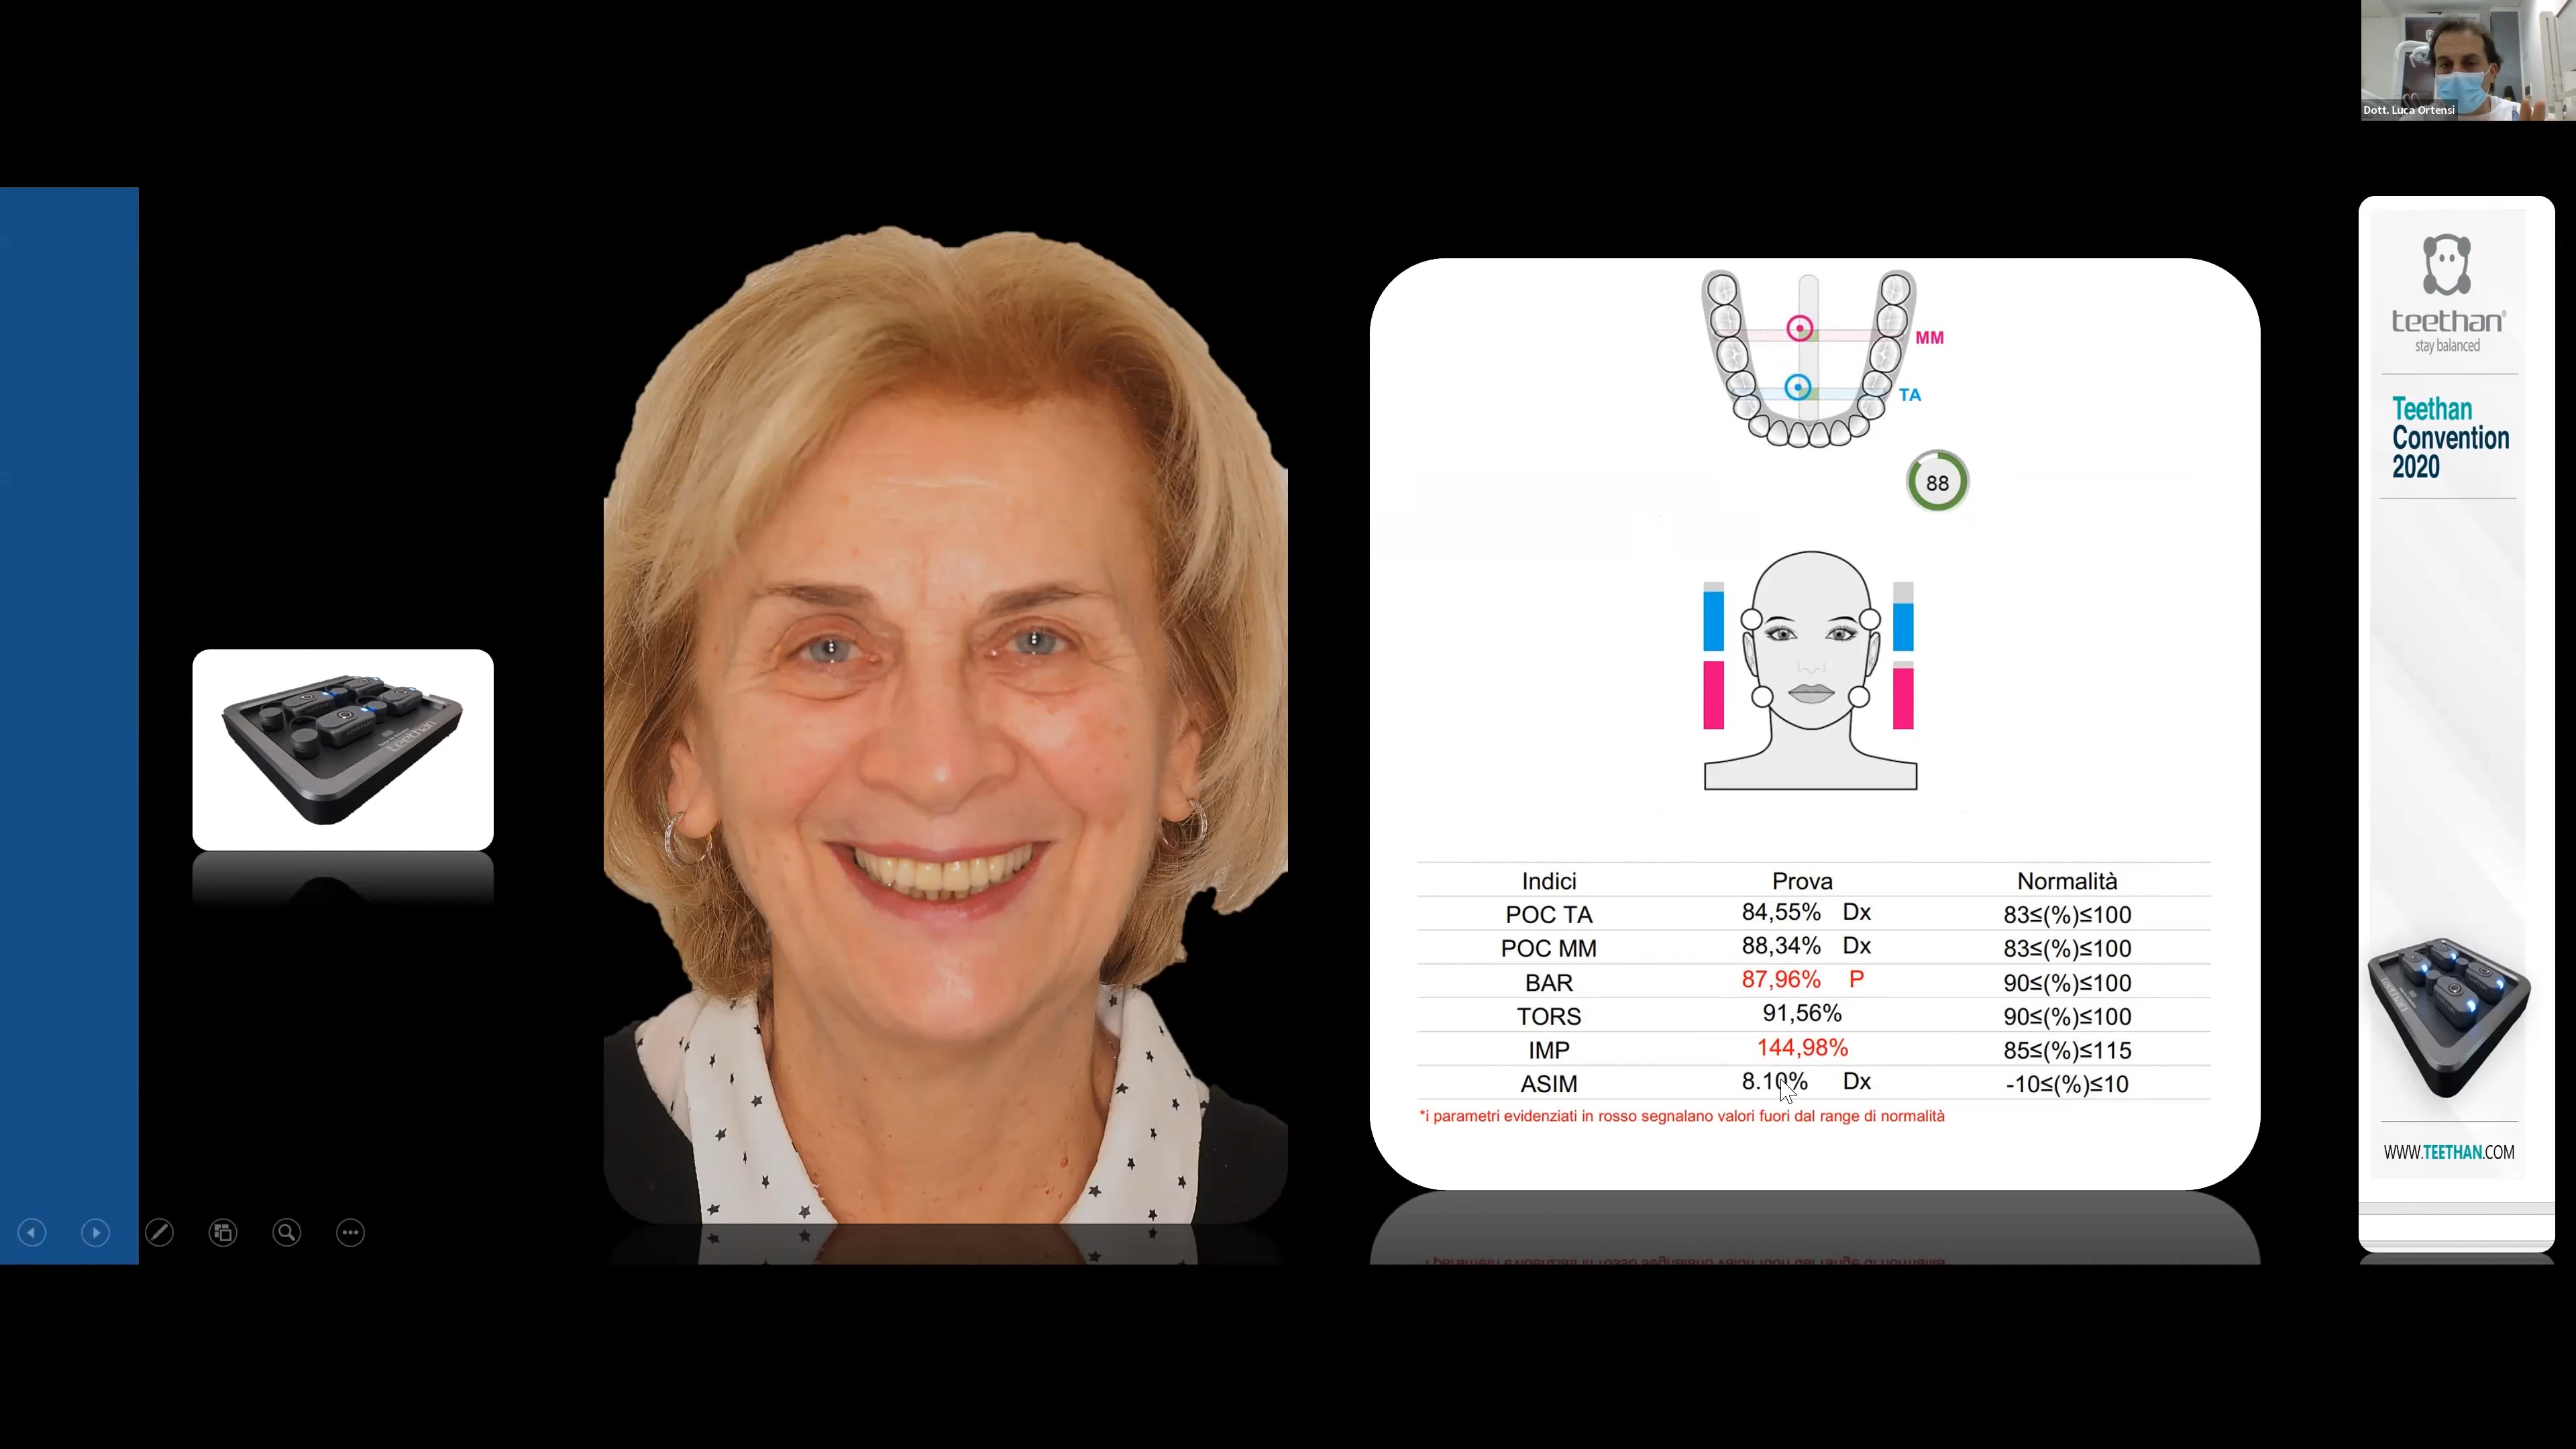 Dott. Luca Ortensi
MM
TA
88
Indici Prova Normalità
POC TA 84,55% Dx 83≤(%)≤100
POC MM 88,34% Dx 83≤(%)≤100
BAR 87,96% P 90≤(%)≤100
TORS 91,56% 90≤(%)≤100
IMP 144,98% 85≤(%)≤115
ASIM 8.10% Dx -10≤(%)≤10
*i parametri evidenziati in rosso segnalano valori fuori dal range di normalità
teethan®
stay balanced
Teethan
Convention
2020
WWW.TEETHAN.COM
teethan